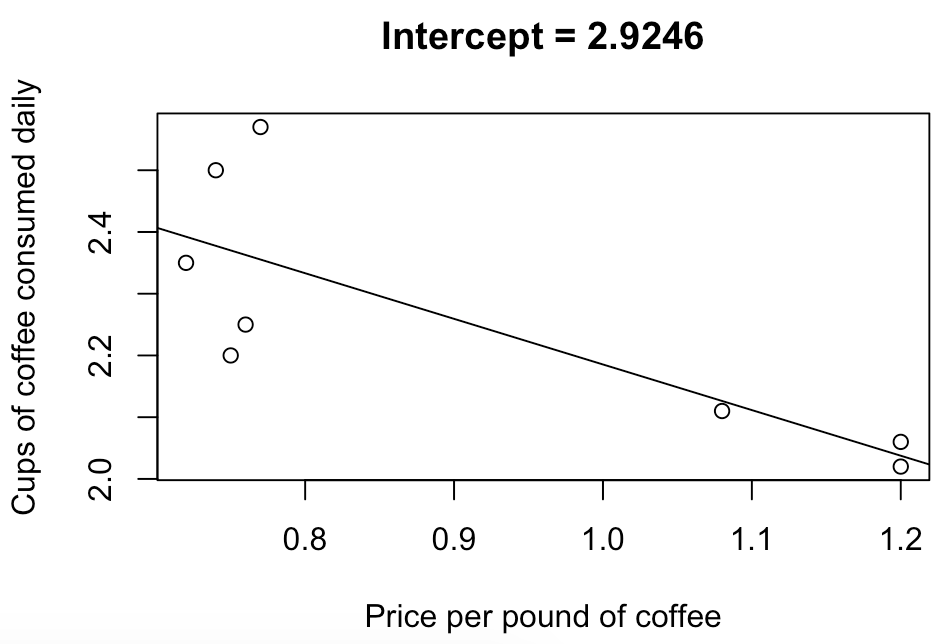 Intercept = 2.9246
Cups of coffee consumed daily
2.4
2.2
2.0
0.8 0.9 1.0 1.1 1.2
Price per pound of coffee